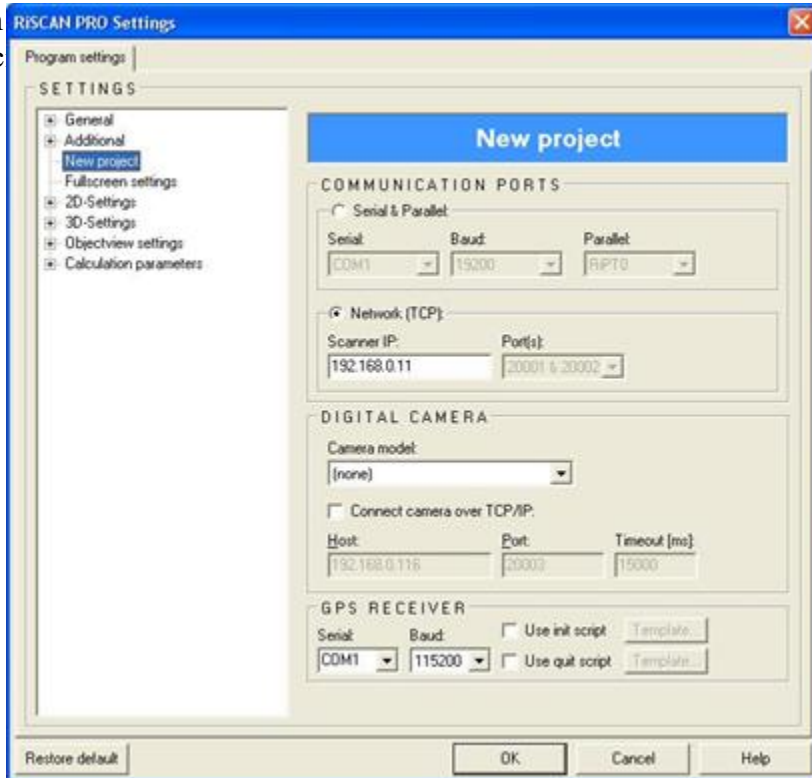 RiSCAN PRO Settings
Program settings
SETTINGS
General
Additional
New project
Fullscreen settings
2D-Settings
3D-Settings
Objectview settings
Calculation parameters
New project
COMMUNICATION PORTS
Serial & Parallel:
Serial: Baud: Parallel:
COM1 19200 RiPT0
Network (TCP):
Scanner IP: Port(s):
192.168.0.11 20001 & 20002
DIGITAL CAMERA
Camera model:
(none)
Connect camera over TCP/IP:
Host: Port: Timeout [ms]:
192.168.0.116 20003 15000
GPS RECEIVER
Serial: Baud: Use init script Template...
COM1 115200 Use quit script Template...
Restore default OK Cancel Help